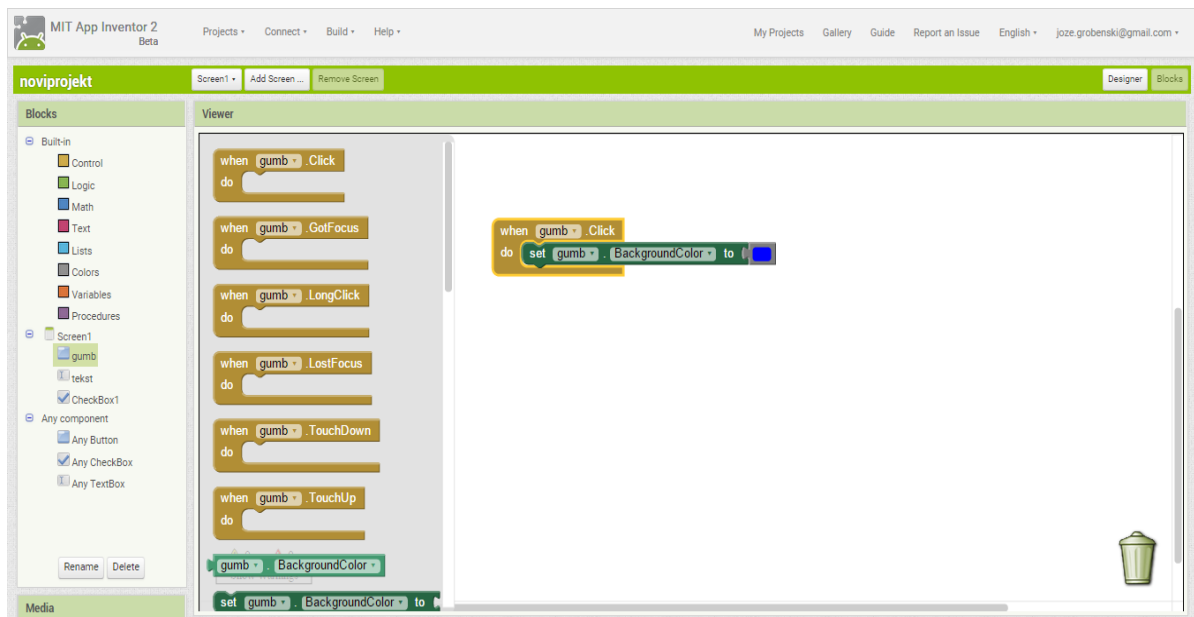 MIT App Inventor 2
Beta
Projects Connect Build Help
My Projects Gallery Guide Report an Issue English joze.grobenski@gmail.com
noviprojekt
Screen1 Add Screen ... Remove Screen
Designer Blocks
Blocks
Built-in
Control
Logic
Math
Text
Lists
Colors
Variables
Procedures
Screen1
gumb
tekst
CheckBox1
Any component
Any Button
Any CheckBox
Any TextBox
Rename Delete
Media
Viewer
when gumb .Click
do
when gumb .GotFocus
do
when gumb .LongClick
do
when gumb .LostFocus
do
when gumb .TouchDown
do
when gumb .TouchUp
do
gumb . BackgroundColor
set gumb . BackgroundColor to
when gumb .Click
do set gumb . BackgroundColor to